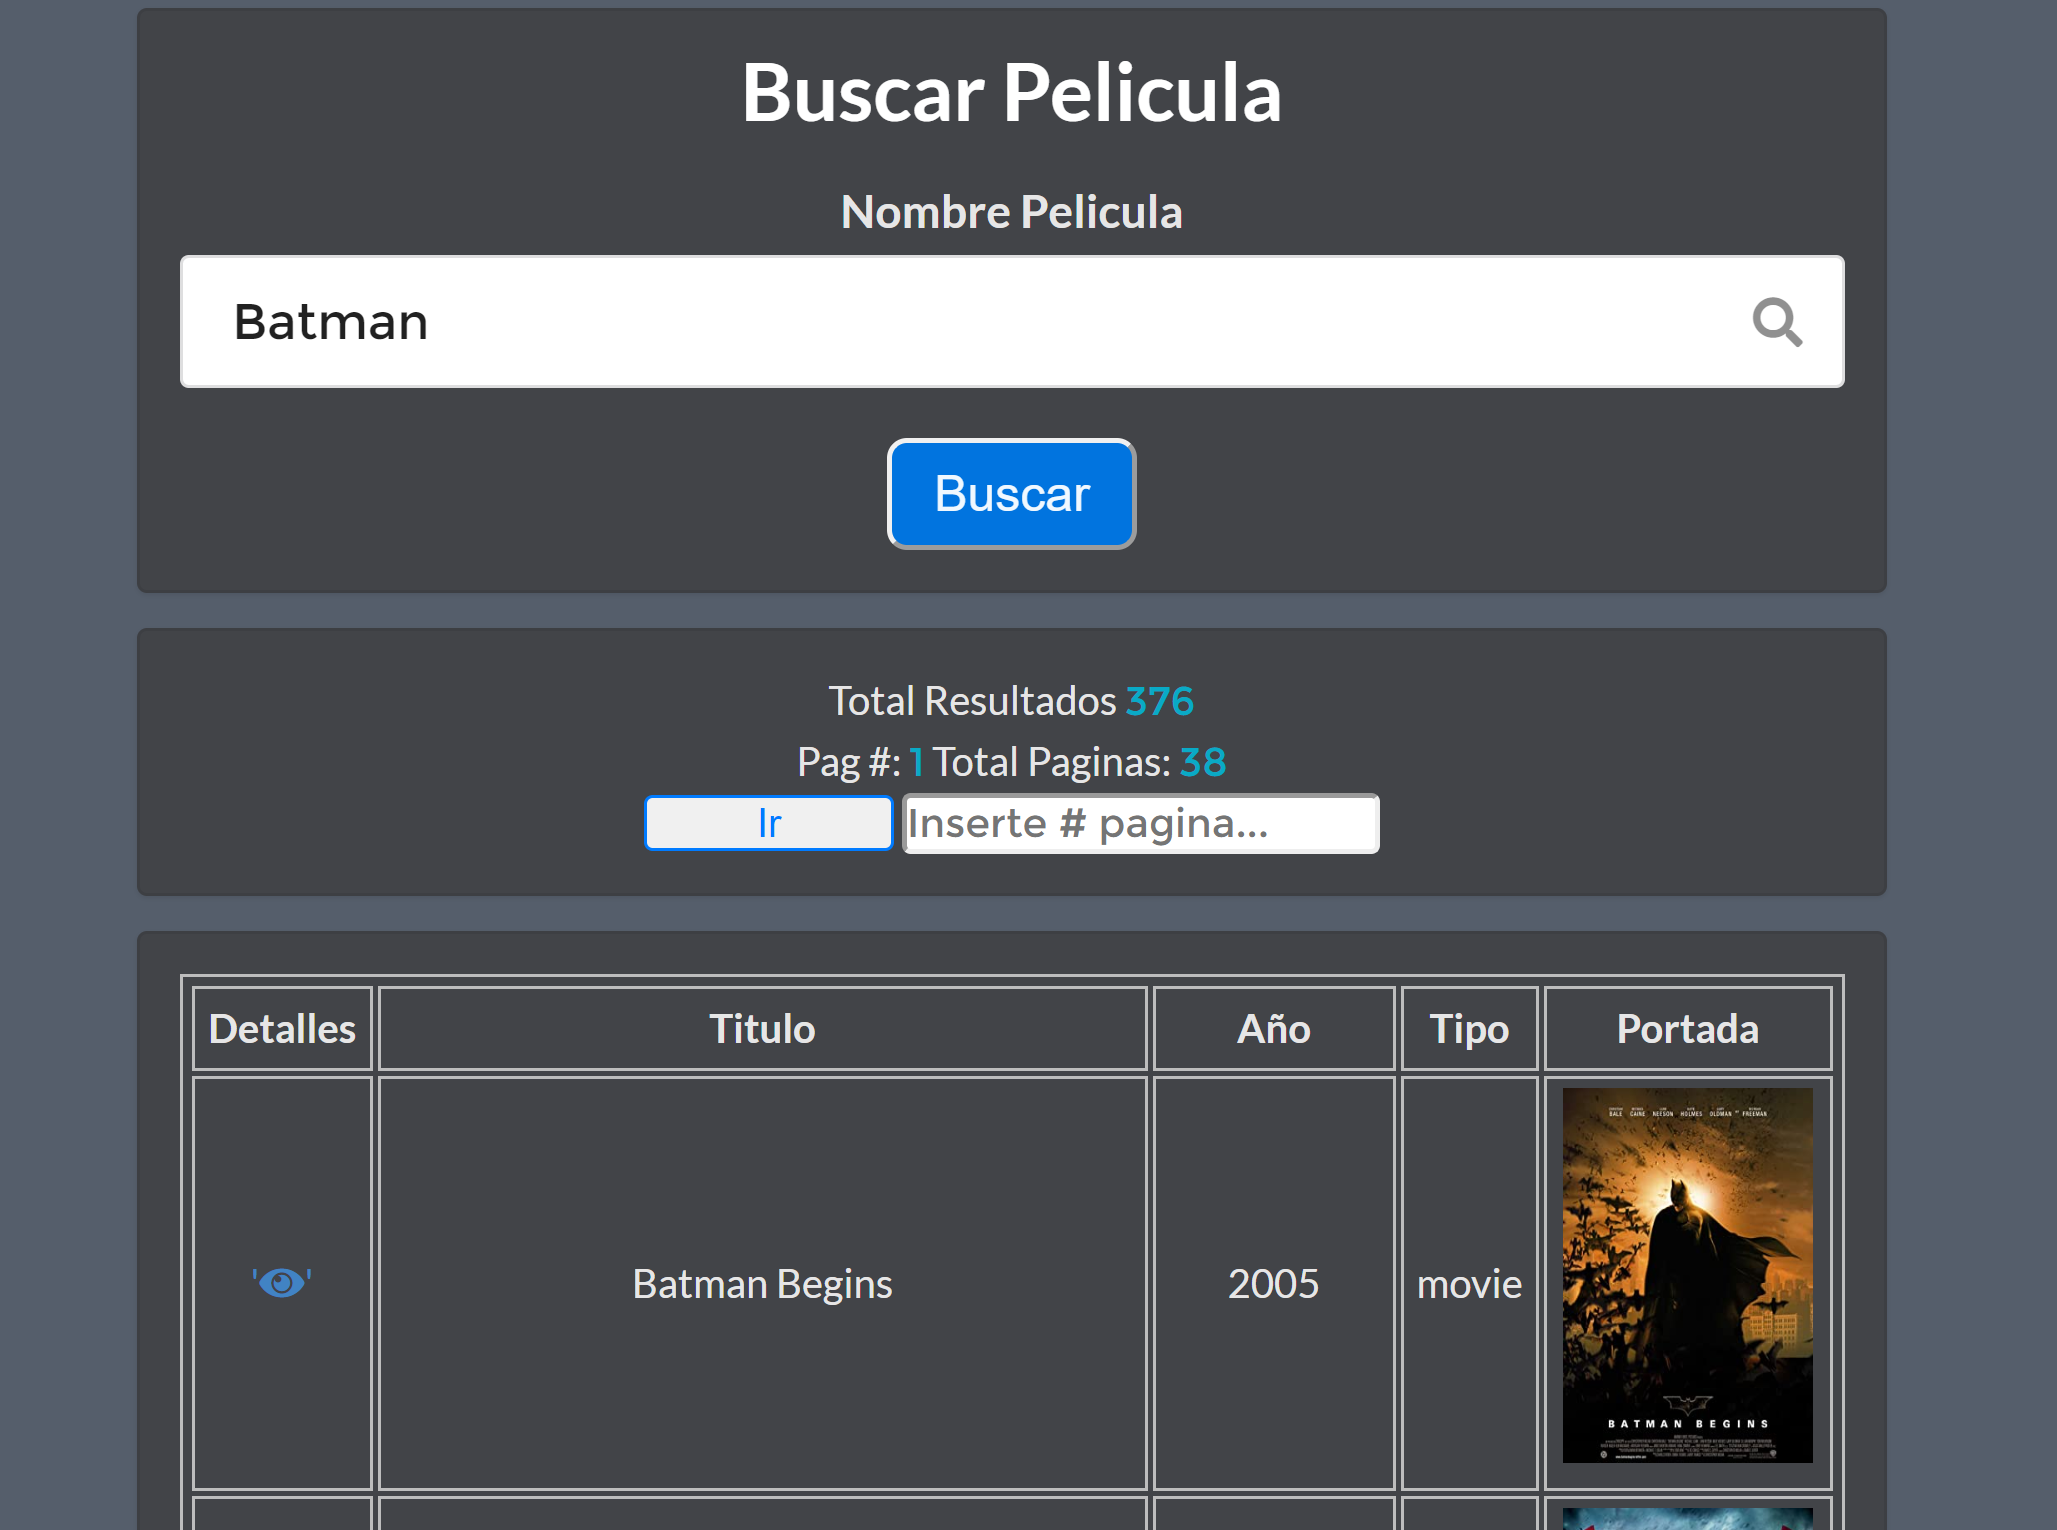 Buscar Pelicula
Nombre Pelicula
Batman
Buscar
Total Resultados 376
Pag #: 1 Total Paginas: 38
Ir Inserte # pagina...
Detalles Titulo Año Tipo Portada
BALE CAINE NEESON HOLMES OLDMAN FREEMAN
Batman Begins 2005 movie
BATMAN BEGINS